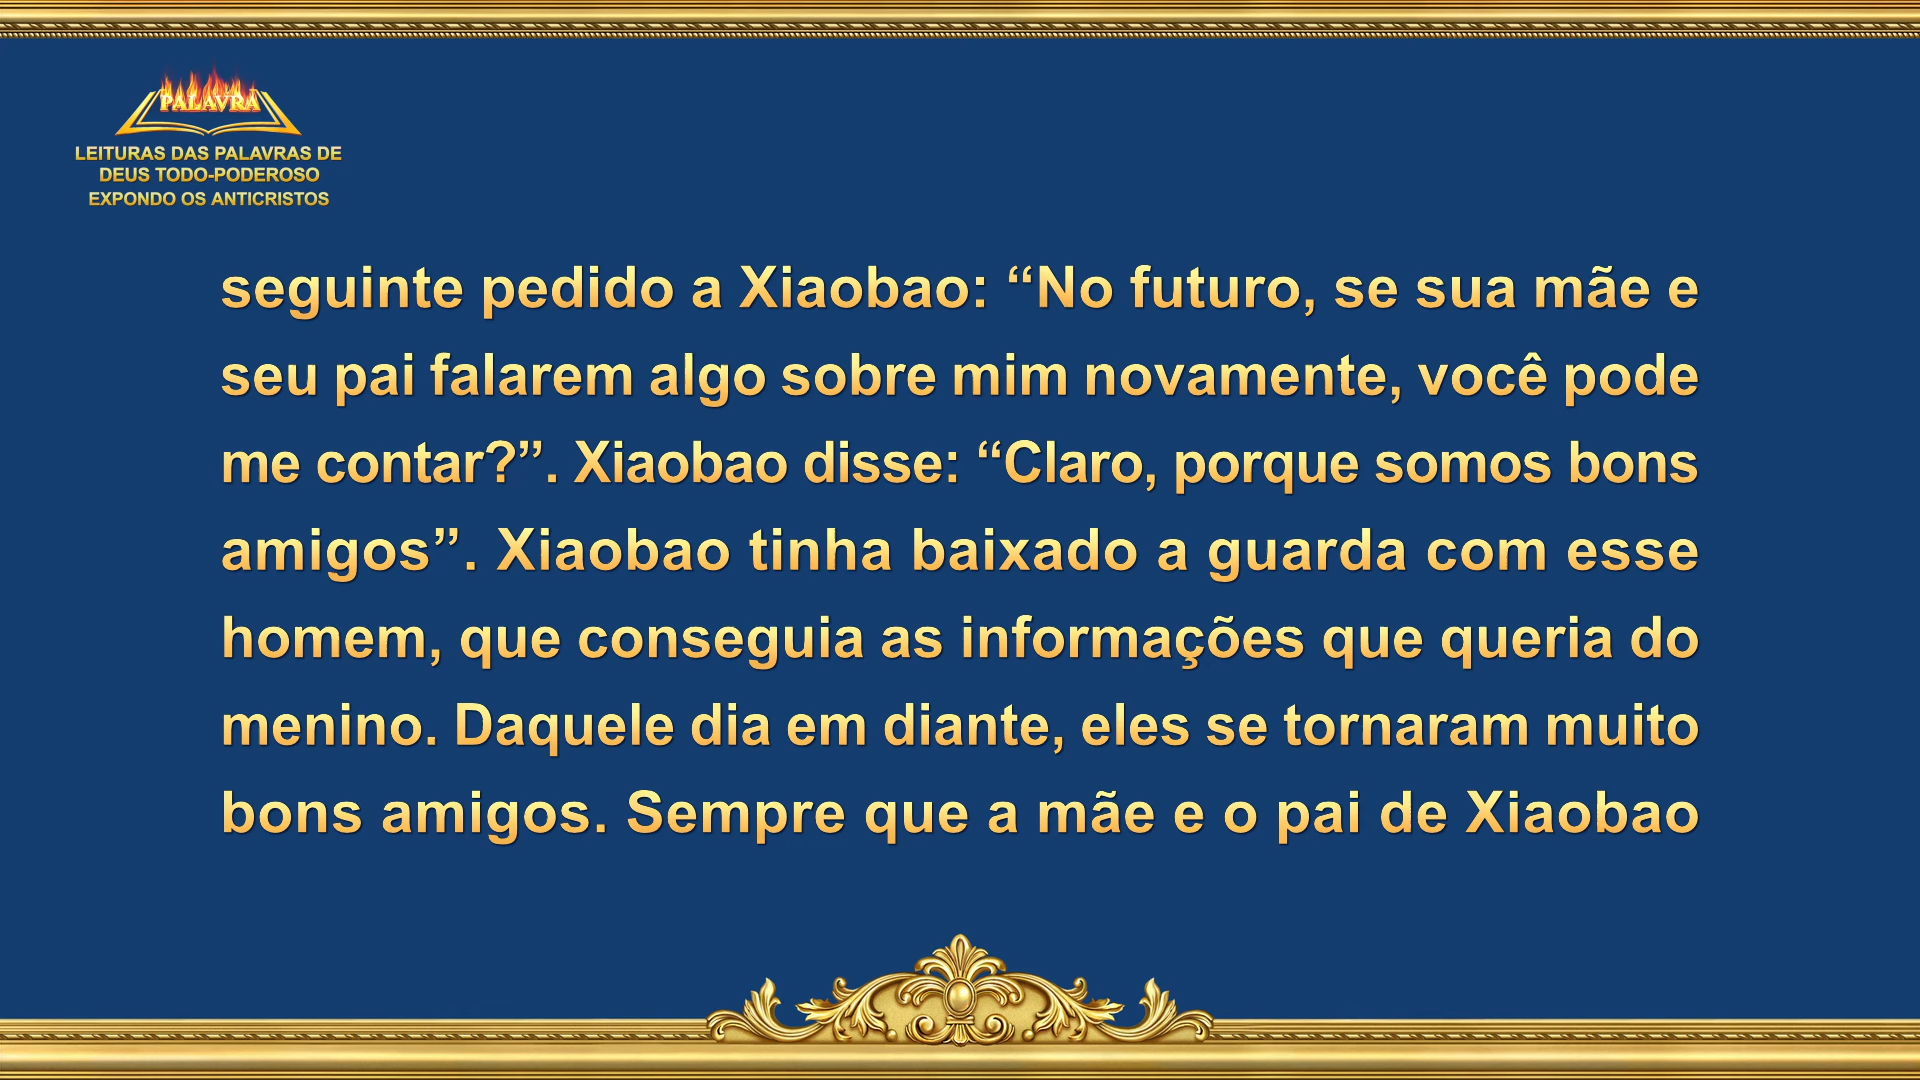 PALAVRA
LEITURAS DAS PALAVRAS DE
DEUS TODO-PODEROSO
EXPONDO OS ANTICRISTOS
seguinte pedido a Xiaobao: “No futuro, se sua mãe e
seu pai falarem algo sobre mim novamente, você pode
me contar?”. Xiaobao disse: “Claro, porque somos bons
amigos”. Xiaobao tinha baixado a guarda com esse
homem, que conseguia as informações que queria do
menino. Daquele dia em diante, eles se tornaram muito
bons amigos. Sempre que a mãe e o pai de Xiaobao